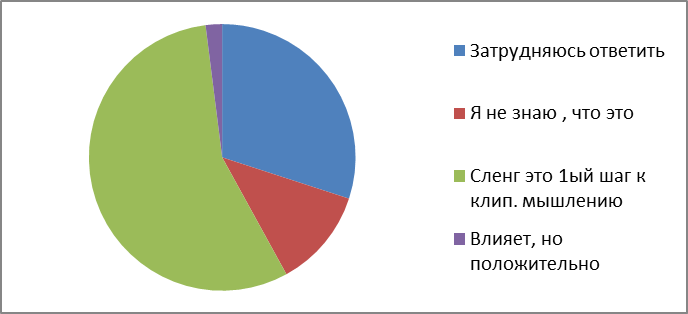 Затрудняюсь ответить
Я не знаю , что это
Сленг это 1ый шаг к
клип. мышлению
Влияет, но
положительно